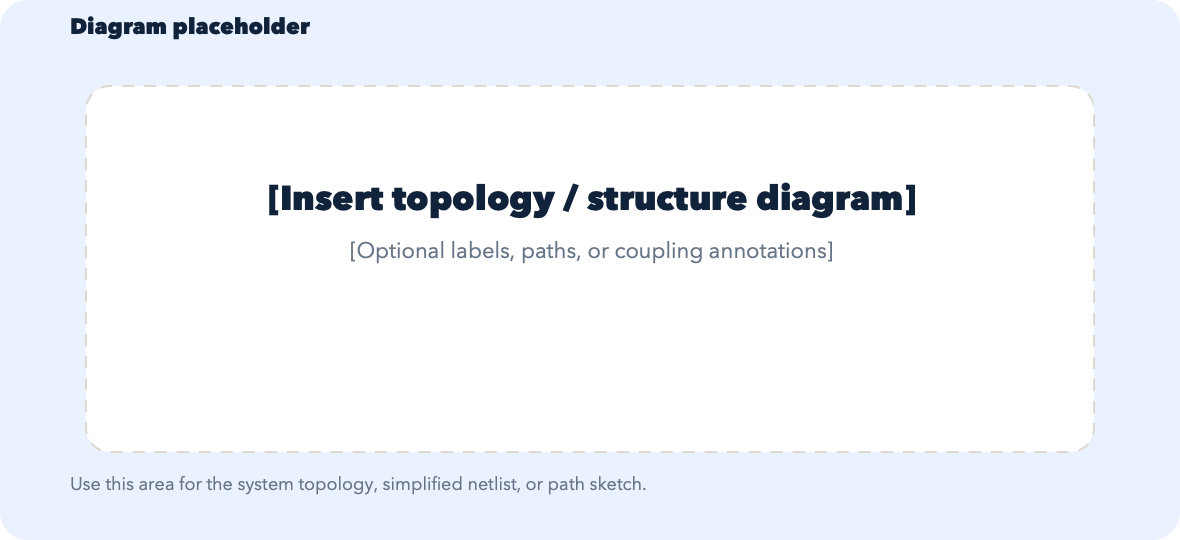 Diagram placeholder
[Insert topology / structure diagram]
[Optional labels, paths, or coupling annotations]
Use this area for the system topology, simplified netlist, or path sketch.